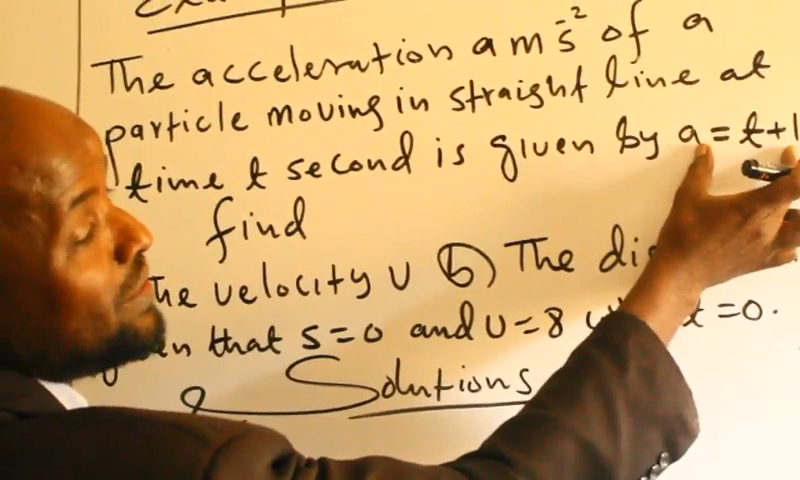 The acceleration a m s⁻² of a
particle moving in straight line at
time t second is given by a = t+1
find
The velocity v (b) The
that s=0 and v=8 t=0.
Solutions